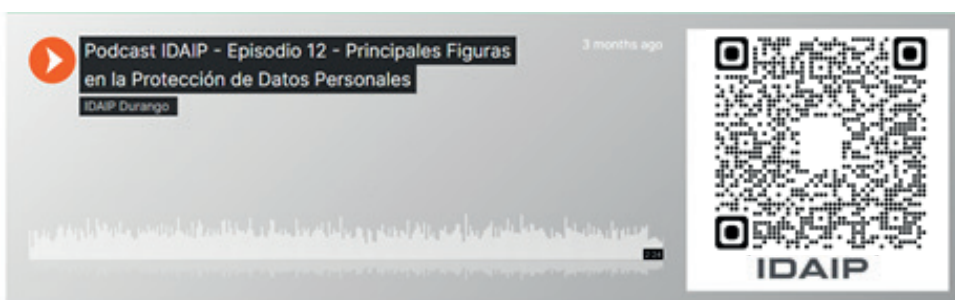 Podcast IDAIP - Episodio 12 - Principales Figuras
en la Protección de Datos Personales
3 months ago
IDAIP Durango
2:24
IDAIP